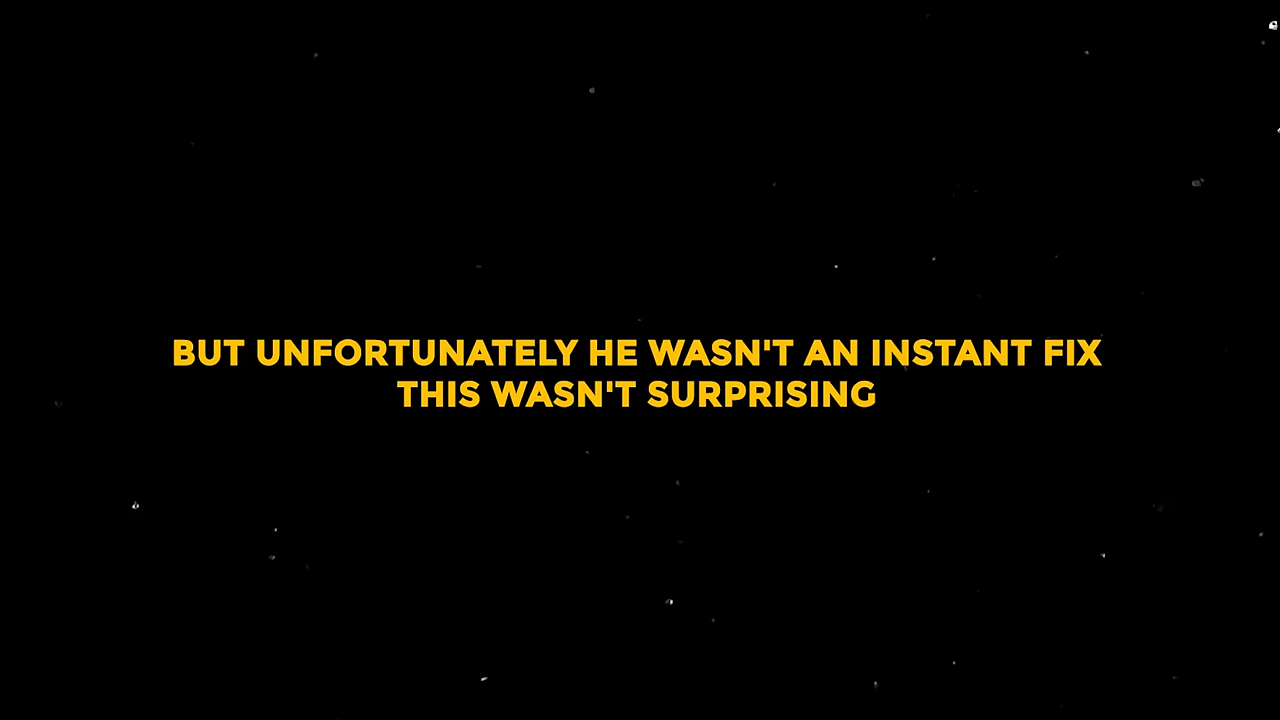 BUT UNFORTUNATELY HE WASN'T AN INSTANT FIX
THIS WASN'T SURPRISING